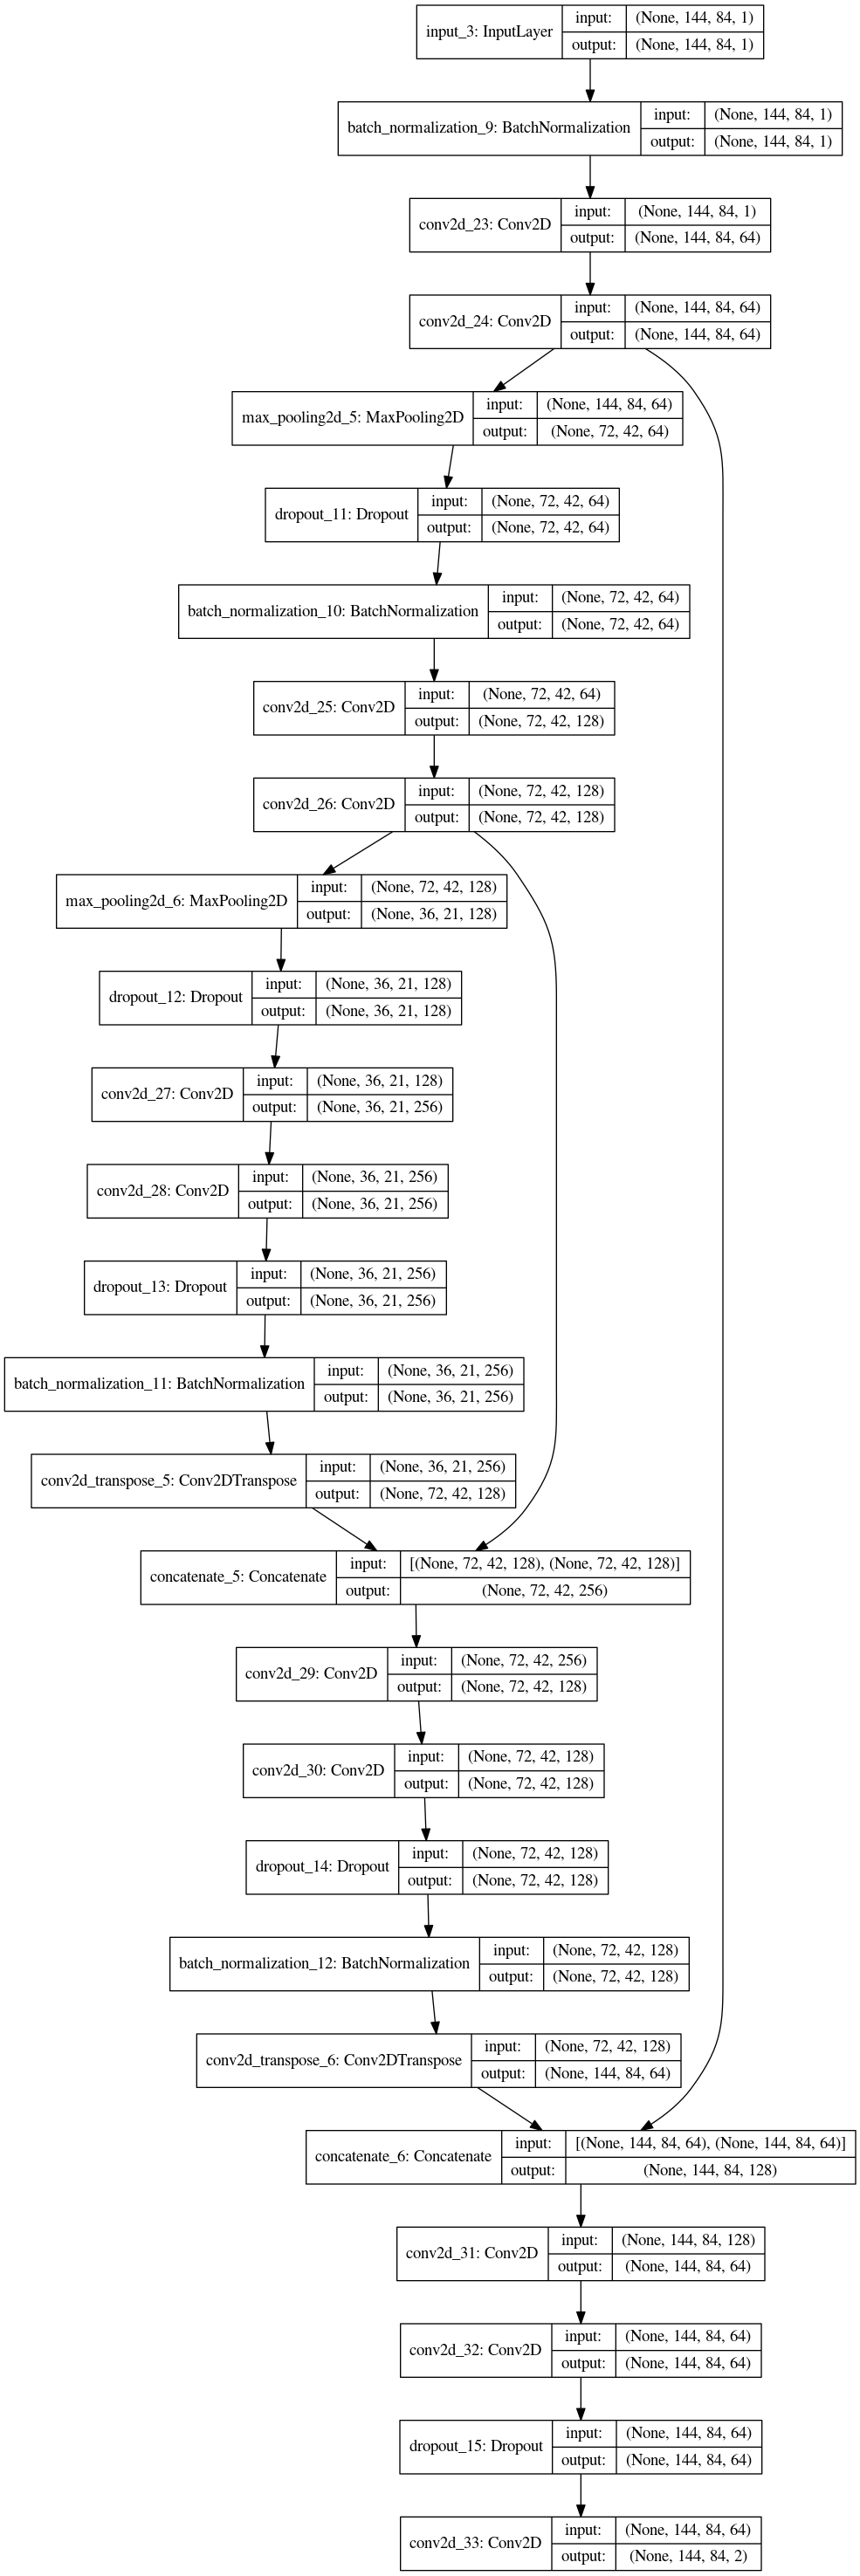 input_3: InputLayer
input: (None, 144, 84, 1)
output: (None, 144, 84, 1)
batch_normalization_9: BatchNormalization
input: (None, 144, 84, 1)
output: (None, 144, 84, 1)
conv2d_23: Conv2D
input: (None, 144, 84, 1)
output: (None, 144, 84, 64)
conv2d_24: Conv2D
input: (None, 144, 84, 64)
output: (None, 144, 84, 64)
max_pooling2d_5: MaxPooling2D
input: (None, 144, 84, 64)
output: (None, 72, 42, 64)
dropout_11: Dropout
input: (None, 72, 42, 64)
output: (None, 72, 42, 64)
batch_normalization_10: BatchNormalization
input: (None, 72, 42, 64)
output: (None, 72, 42, 64)
conv2d_25: Conv2D
input: (None, 72, 42, 64)
output: (None, 72, 42, 128)
conv2d_26: Conv2D
input: (None, 72, 42, 128)
output: (None, 72, 42, 128)
max_pooling2d_6: MaxPooling2D
input: (None, 72, 42, 128)
output: (None, 36, 21, 128)
dropout_12: Dropout
input: (None, 36, 21, 128)
output: (None, 36, 21, 128)
conv2d_27: Conv2D
input: (None, 36, 21, 128)
output: (None, 36, 21, 256)
conv2d_28: Conv2D
input: (None, 36, 21, 256)
output: (None, 36, 21, 256)
dropout_13: Dropout
input: (None, 36, 21, 256)
output: (None, 36, 21, 256)
batch_normalization_11: BatchNormalization
input: (None, 36, 21, 256)
output: (None, 36, 21, 256)
conv2d_transpose_5: Conv2DTranspose
input: (None, 36, 21, 256)
output: (None, 72, 42, 128)
concatenate_5: Concatenate
input: [(None, 72, 42, 128), (None, 72, 42, 128)]
output: (None, 72, 42, 256)
conv2d_29: Conv2D
input: (None, 72, 42, 256)
output: (None, 72, 42, 128)
conv2d_30: Conv2D
input: (None, 72, 42, 128)
output: (None, 72, 42, 128)
dropout_14: Dropout
input: (None, 72, 42, 128)
output: (None, 72, 42, 128)
batch_normalization_12: BatchNormalization
input: (None, 72, 42, 128)
output: (None, 72, 42, 128)
conv2d_transpose_6: Conv2DTranspose
input: (None, 72, 42, 128)
output: (None, 144, 84, 64)
concatenate_6: Concatenate
input: [(None, 144, 84, 64), (None, 144, 84, 64)]
output: (None, 144, 84, 128)
conv2d_31: Conv2D
input: (None, 144, 84, 128)
output: (None, 144, 84, 64)
conv2d_32: Conv2D
input: (None, 144, 84, 64)
output: (None, 144, 84, 64)
dropout_15: Dropout
input: (None, 144, 84, 64)
output: (None, 144, 84, 64)
conv2d_33: Conv2D
input: (None, 144, 84, 64)
output: (None, 144, 84, 2)